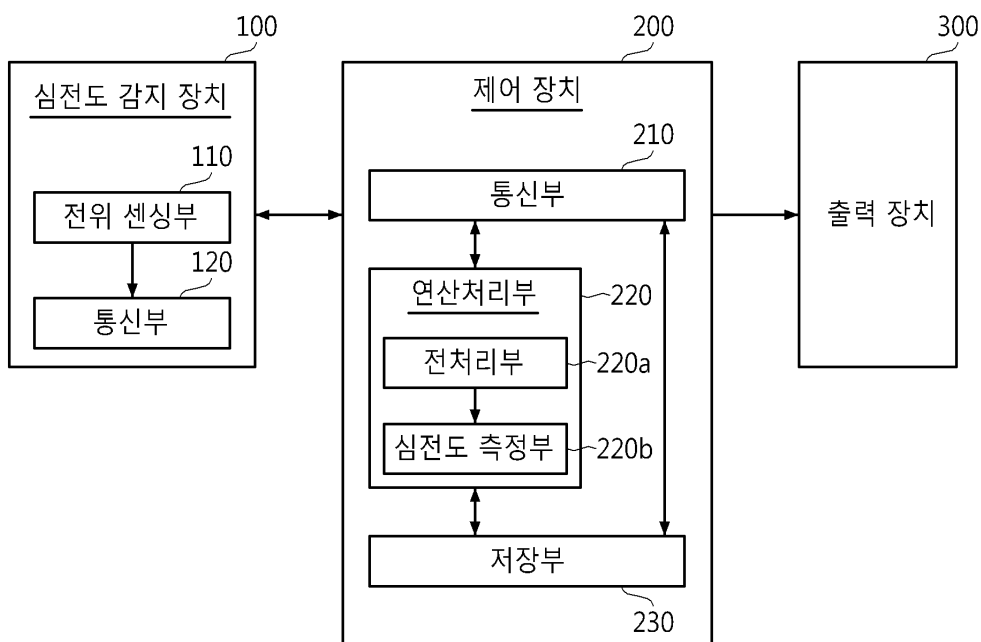 100
심전도 감지 장치
110
전위 센싱부
120
통신부
200
제어 장치
210
통신부
연산처리부
220
전처리부
220a
심전도 측정부
220b
저장부
230
300
출력 장치